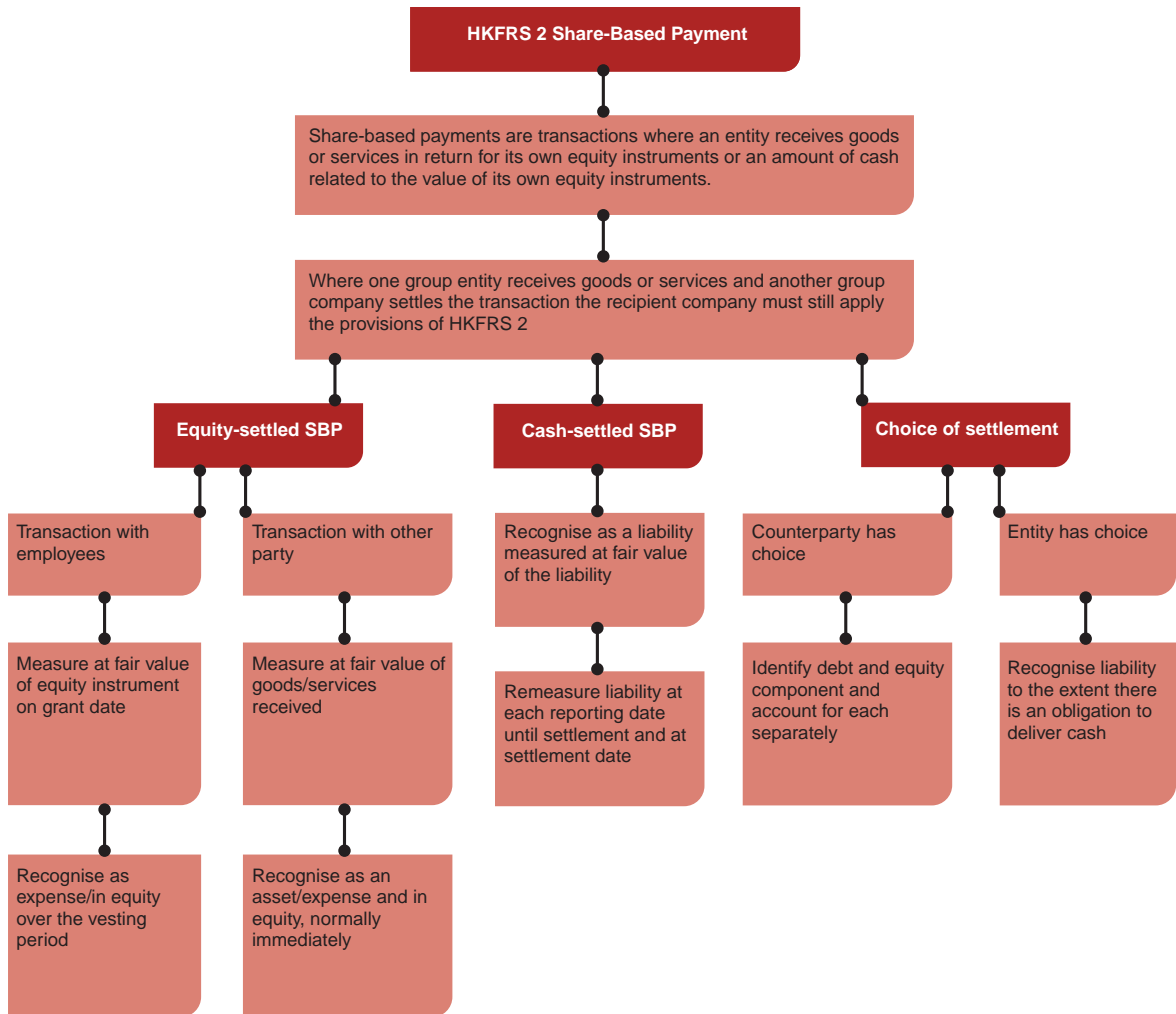 HKFRS 2 Share-Based Payment
Share-based payments are transactions where an entity receives goods
or services in return for its own equity instruments or an amount of cash
related to the value of its own equity instruments.
Where one group entity receives goods or services and another group
company settles the transaction the recipient company must still apply
the provisions of HKFRS 2
Equity-settled SBP
Cash-settled SBP
Choice of settlement
Transaction with
employees
Transaction with other
party
Recognise as a liability
measured at fair value
of the liability
Counterparty has
choice
Entity has choice
Measure at fair value
of equity instrument
on grant date
Measure at fair value of
goods/services
received
Remeasure liability at
each reporting date
until settlement and at
settlement date
Identify debt and equity
component and
account for each
separately
Recognise liability
to the extent there
is an obligation to
deliver cash
Recognise as
expense/in equity
over the vesting
period
Recognise as an
asset/expense and in
equity, normally
immediately